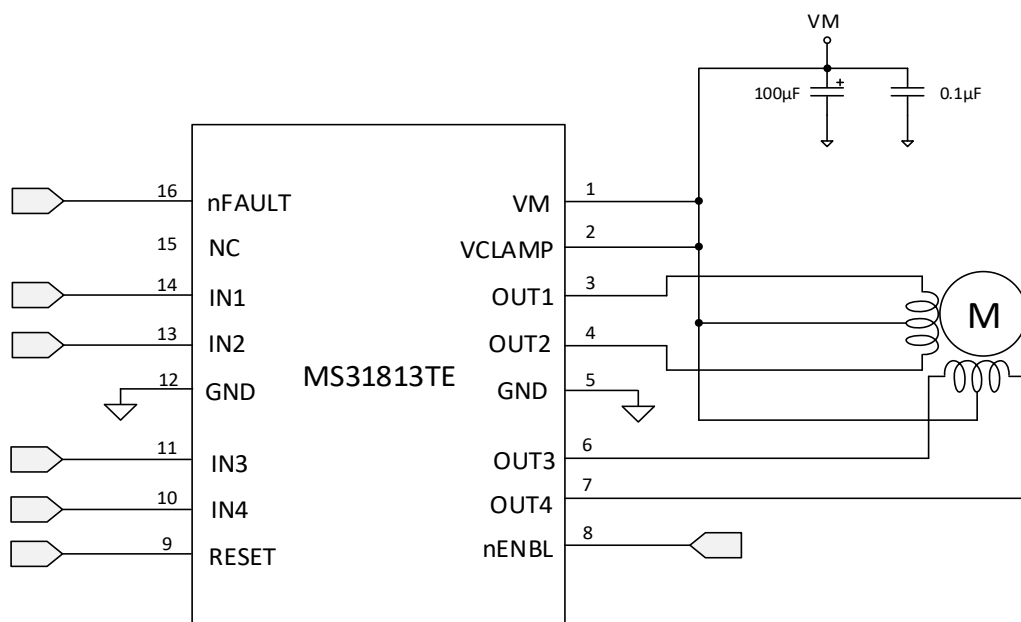 VM
100μF
+
0.1μF
16
nFAULT
15
NC
14
IN1
13
IN2
12
GND
11
IN3
10
IN4
9
RESET
MS31813TE
1
VM
2
VCLAMP
3
OUT1
4
OUT2
5
GND
6
OUT3
7
OUT4
8
nENBL
M